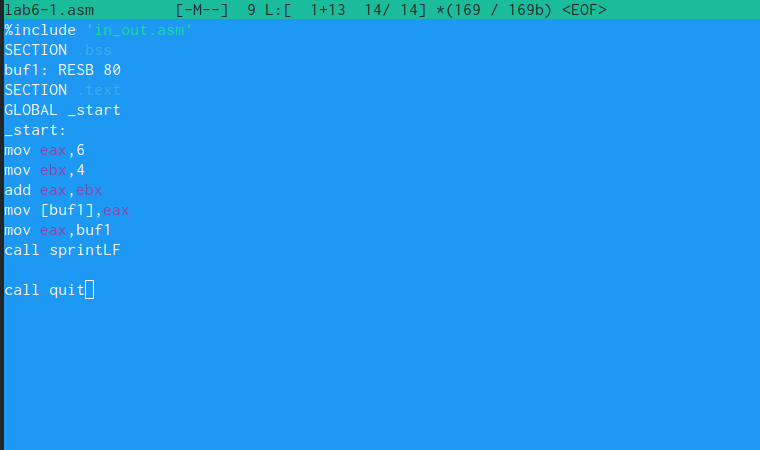 lab6-1.asm [-M--] 9 L:[ 1+13 14/ 14] *(169 / 169b) <EOF>
%include 'in_out.asm'
SECTION .bss
buf1: RESB 80
SECTION .text
GLOBAL _start
_start:
mov eax,6
mov ebx,4
add eax,ebx
mov [buf1],eax
mov eax,buf1
call sprintLF
call quit